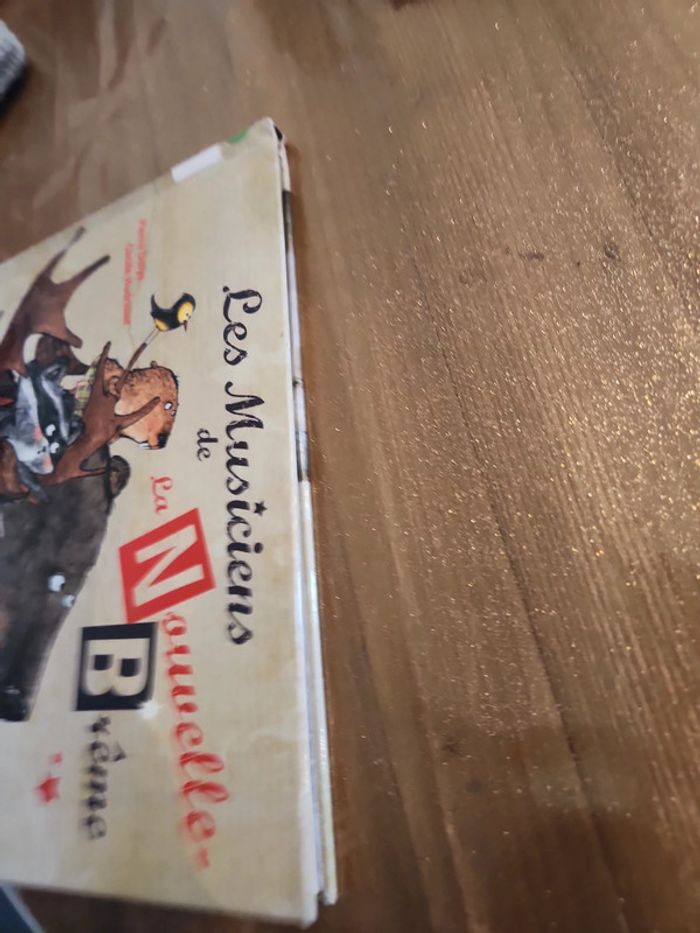 Les Musiciens
de
La Nouvelle-
Brême